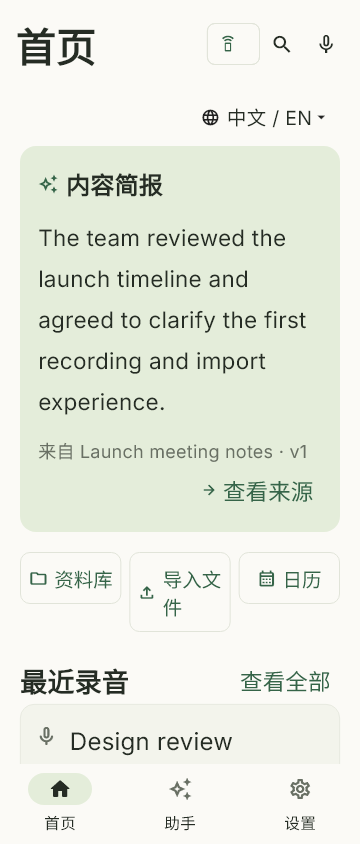 首页
中文 / EN
内容简报
The team reviewed the
launch timeline and
agreed to clarify the first
recording and import
experience.
来自 Launch meeting notes · v1
查看来源
资料库
导入文
件
日历
最近录音
查看全部
Design review
首页
助手
设置